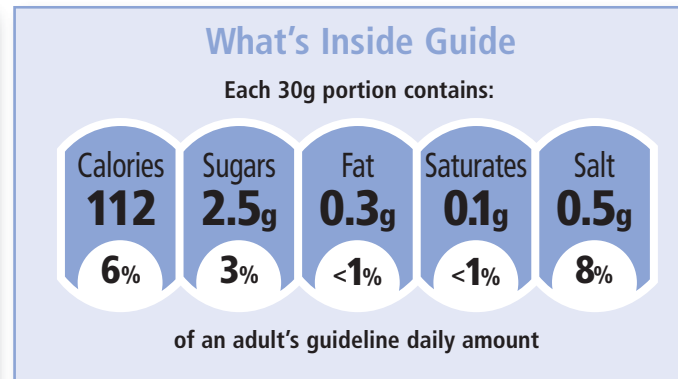 What's Inside Guide
Each 30g portion contains:
Calories Sugars Fat Saturates Salt
112 2.5g 0.3g 0.1g 0.5g
6% 3% <1% <1% 8%
of an adult's guideline daily amount